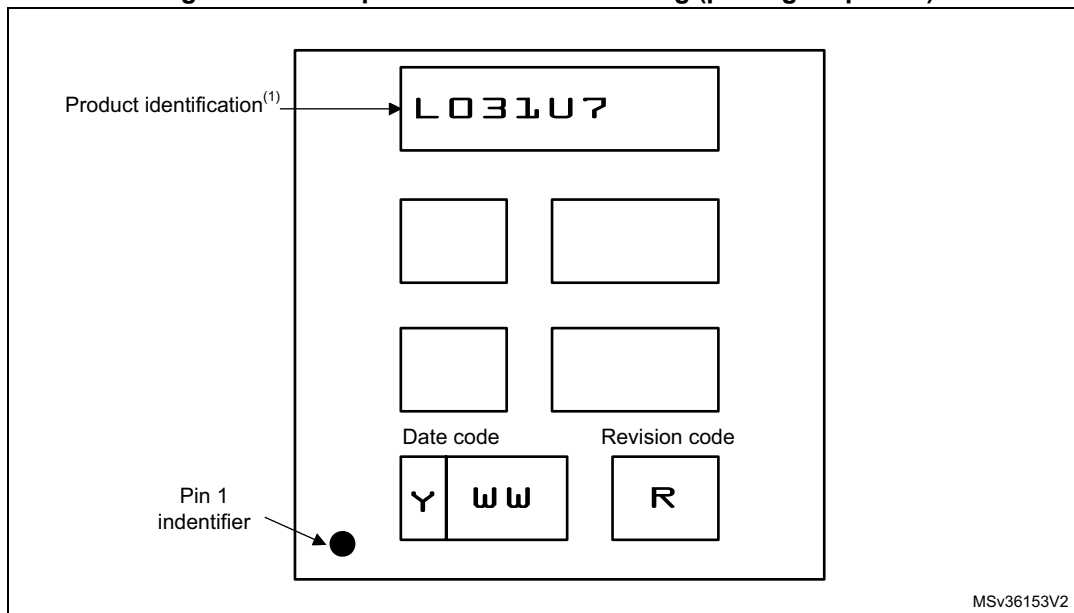 Product identification(1)
L031U7
Date code
Revision code
Y WW
R
Pin 1
indentifier
MSv36153V2